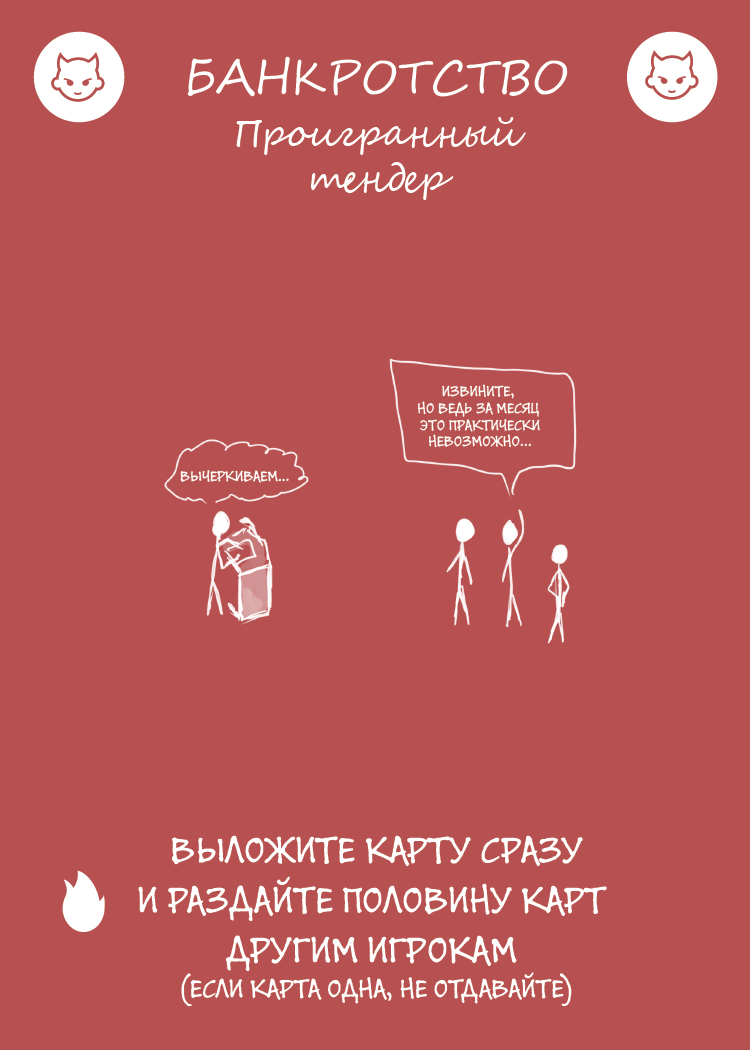 БАНКРОТСТВО
Проигранный
тендер
ИЗВИНИТЕ,
НО ВЕДЬ ЗА МЕСЯЦ
ЭТО ПРАКТИЧЕСКИ
НЕВОЗМОЖНО...
ВЫЧЕРКИВАЕМ...
ВЫЛОЖИТЕ КАРТУ СРАЗУ
И РАЗДАЙТЕ ПОЛОВИНУ КАРТ
ДРУГИМ ИГРОКАМ
(ЕСЛИ КАРТА ОДНА, НЕ ОТДАВАЙТЕ)